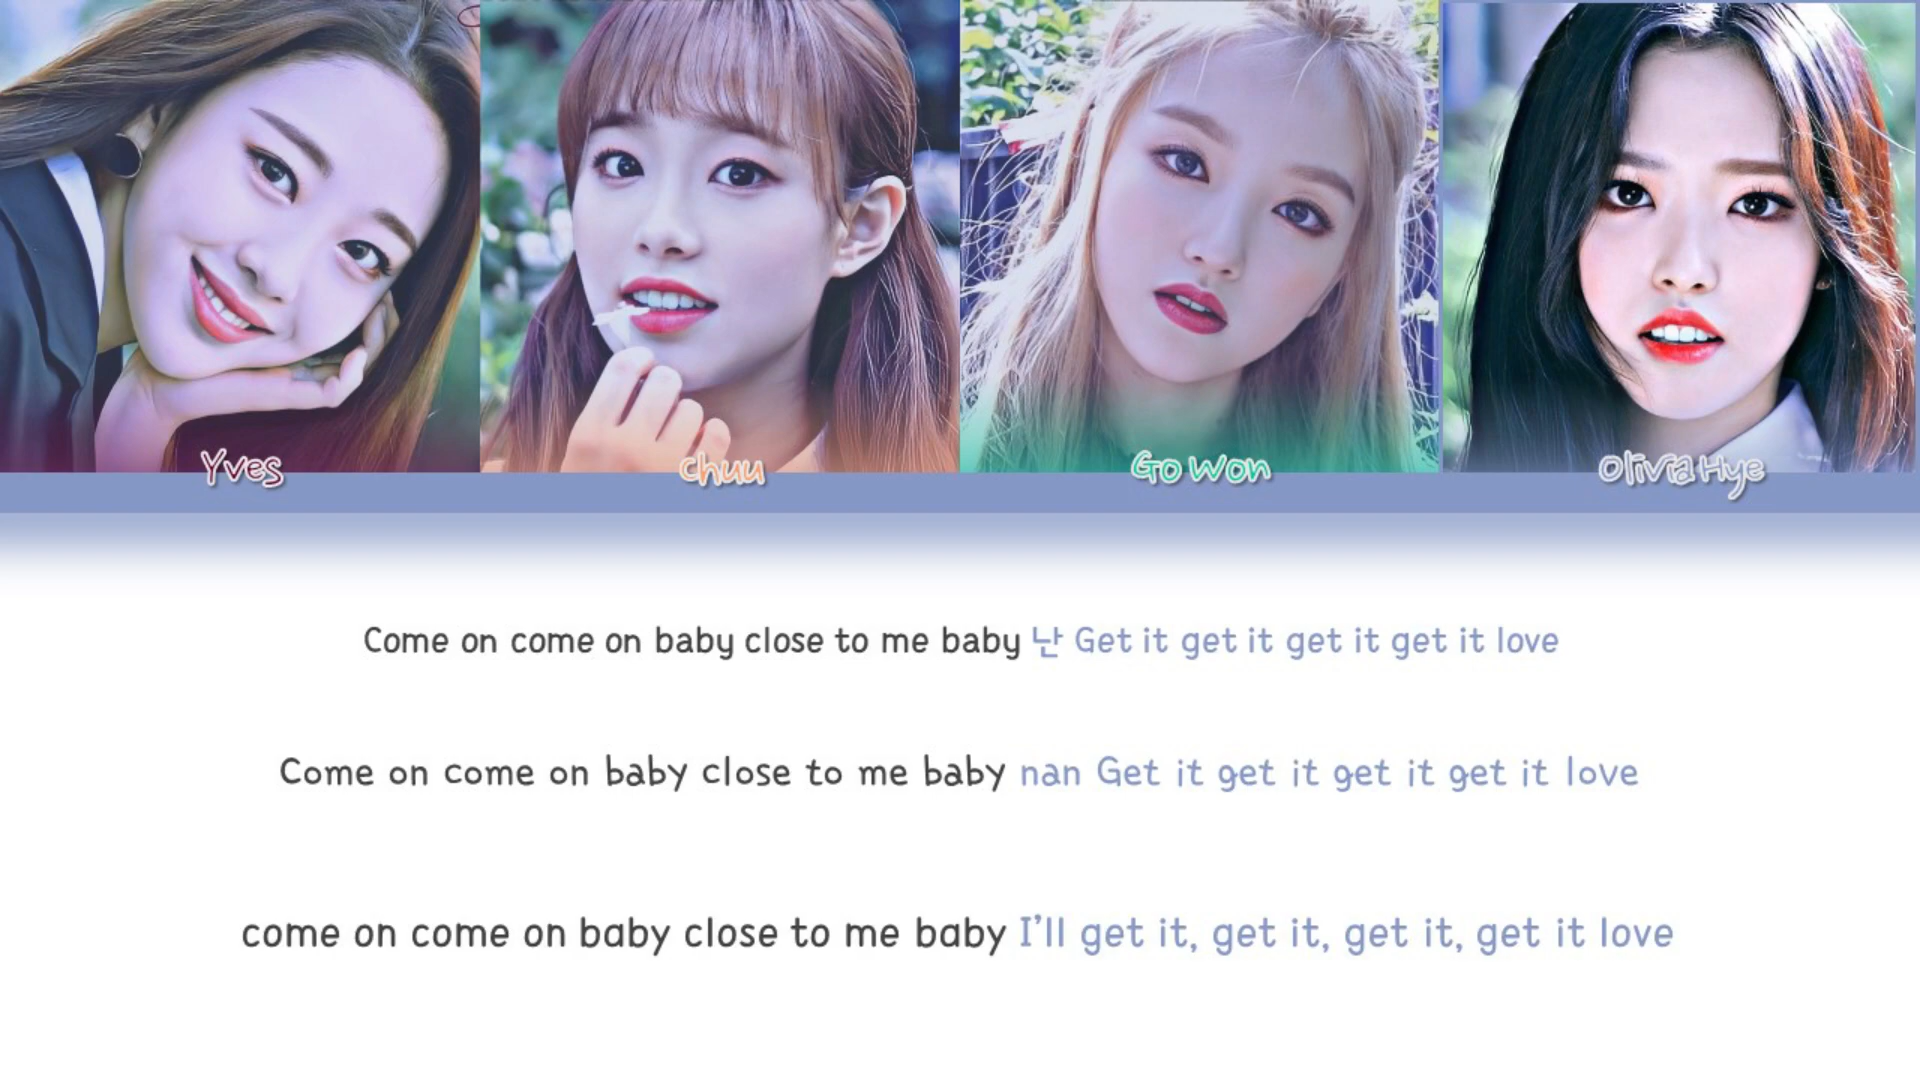 Yves
chuu
Go Won
Olivia Hye
Come on come on baby close to me baby 난 Get it get it get it get it love
Come on come on baby close to me baby nan Get it get it get it get it love
come on come on baby close to me baby I'll get it, get it, get it, get it love